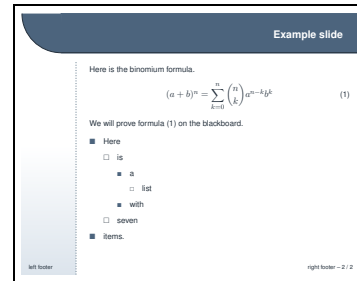 Example slide
Here is the binomium formula.
(a + b)^n = \sum_{k=0}^{n} \binom{n}{k} a^{n-k} b^k (1)
We will prove formula (1) on the blackboard.
■ Here
□ is
■ a
□ list
■ with
□ seven
■ items.
left footer right footer – 2 / 2